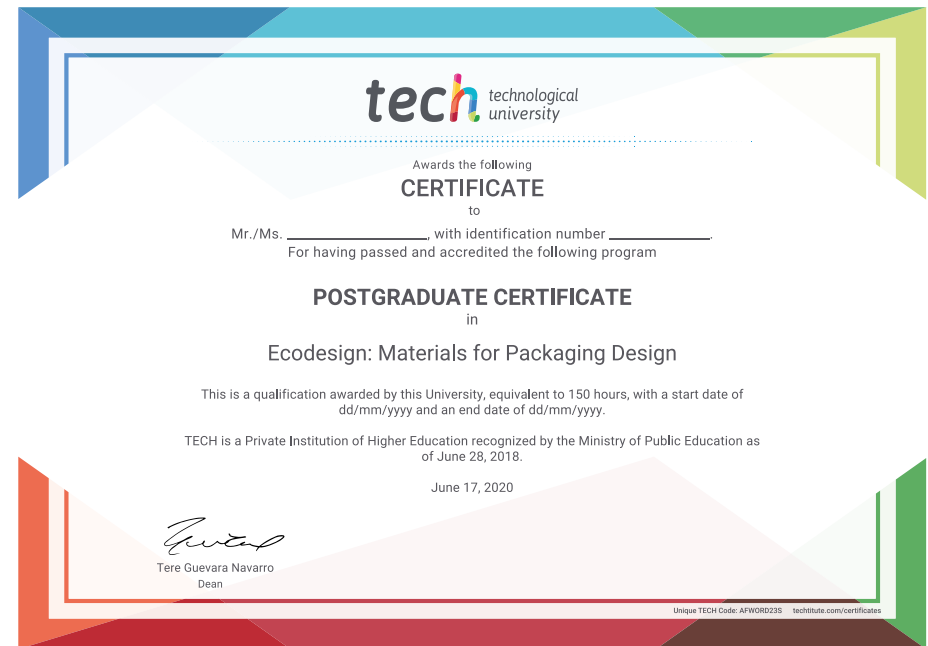 tech technological
university
Awards the following
CERTIFICATE
to
Mr./Ms. ____________________, with identification number ______________.
For having passed and accredited the following program
POSTGRADUATE CERTIFICATE
in
Ecodesign: Materials for Packaging Design
This is a qualification awarded by this University, equivalent to 150 hours, with a start date of
dd/mm/yyyy and an end date of dd/mm/yyyy.
TECH is a Private Institution of Higher Education recognized by the Ministry of Public Education as
of June 28, 2018.
June 17, 2020
Tere Guevara Navarro
Dean
Unique TECH Code: AFWORD23S techtitute.com/certificates